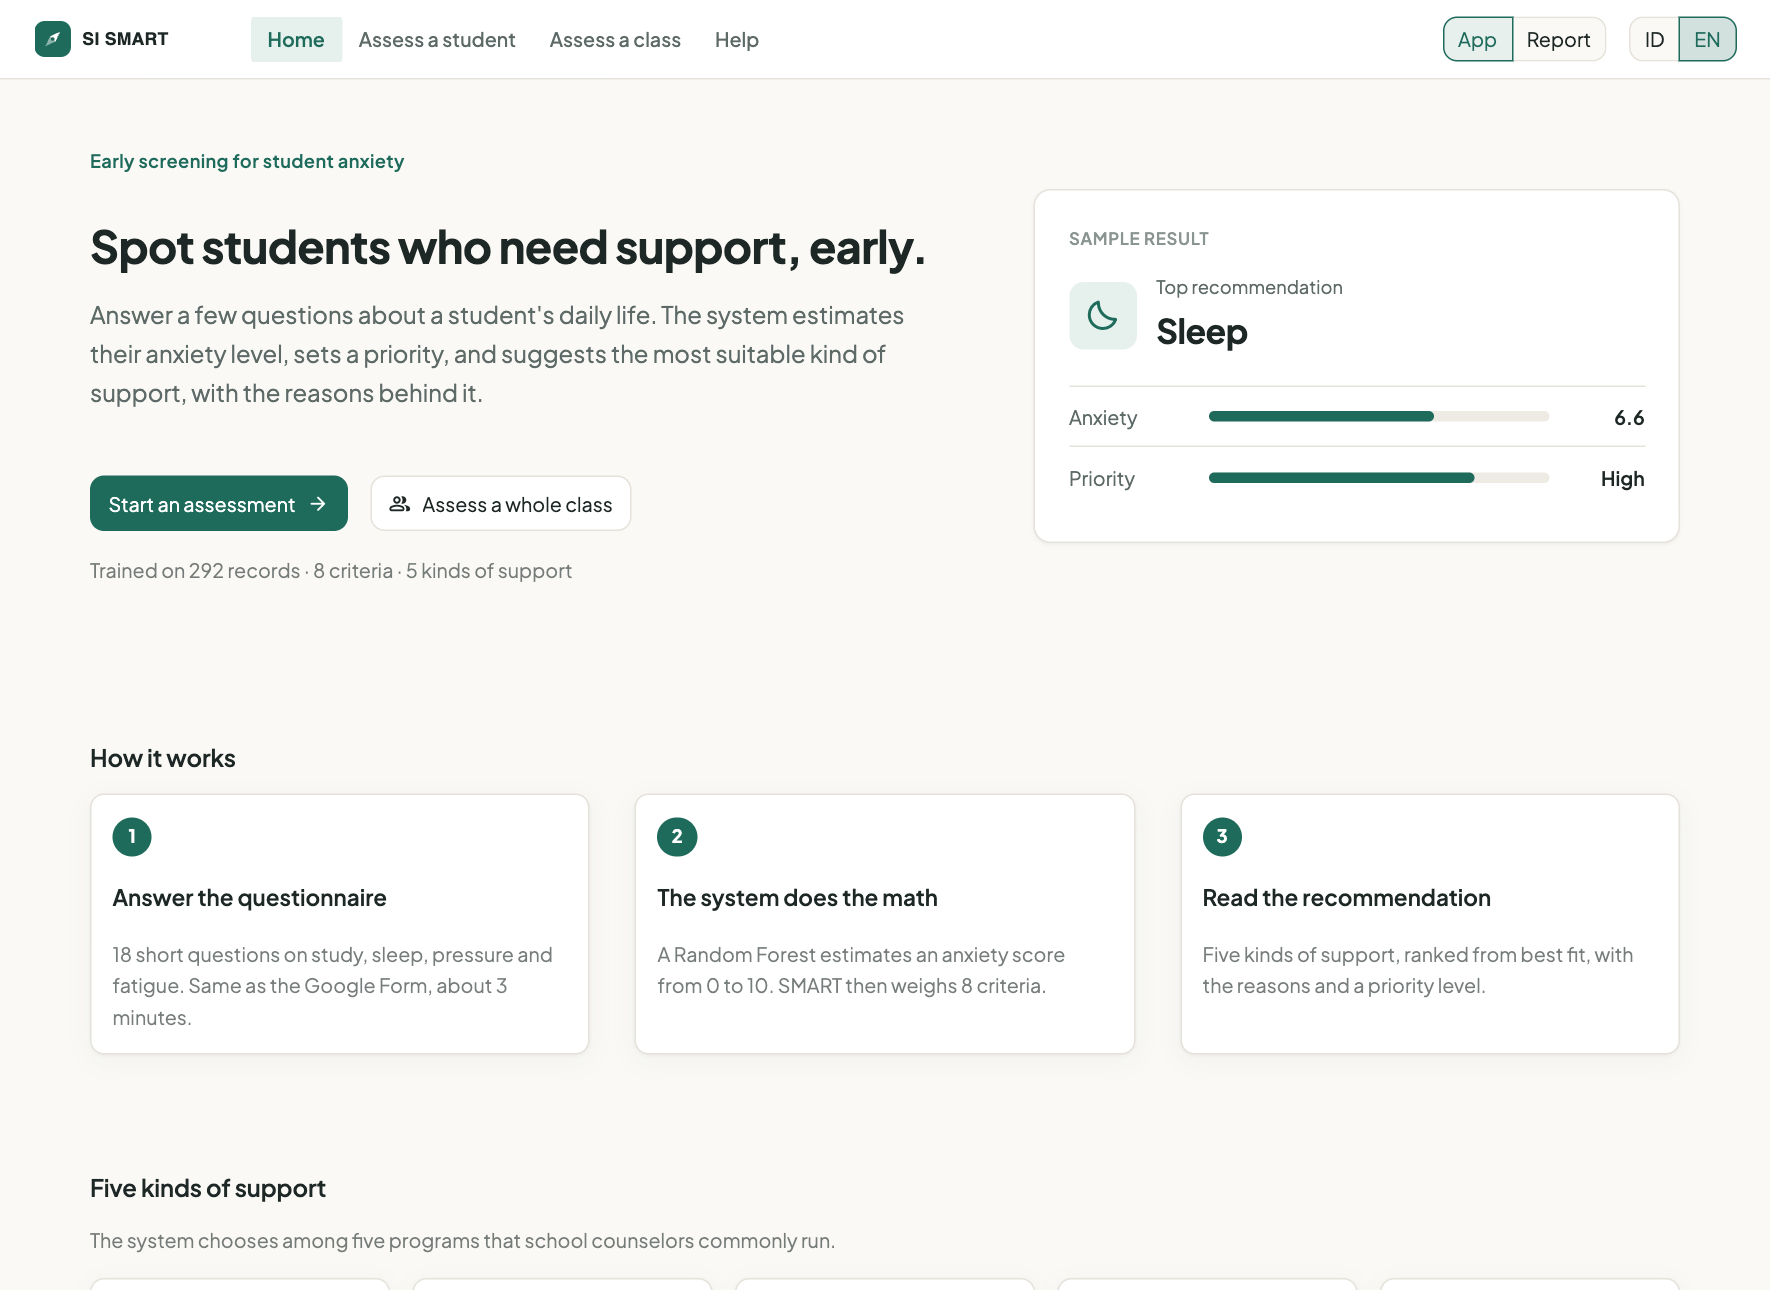 SI SMART
Home
Assess a student
Assess a class
Help
App
Report
ID
EN
Early screening for student anxiety
Spot students who need support, early.
Answer a few questions about a student's daily life. The system estimates
their anxiety level, sets a priority, and suggests the most suitable kind of
support, with the reasons behind it.
Start an assessment
Assess a whole class
Trained on 292 records · 8 criteria · 5 kinds of support
SAMPLE RESULT
Top recommendation
Sleep
Anxiety 6.6
Priority High
How it works
1
Answer the questionnaire
18 short questions on study, sleep, pressure and
fatigue. Same as the Google Form, about 3
minutes.
2
The system does the math
A Random Forest estimates an anxiety score
from 0 to 10. SMART then weighs 8 criteria.
3
Read the recommendation
Five kinds of support, ranked from best fit, with
the reasons and a priority level.
Five kinds of support
The system chooses among five programs that school counselors commonly run.